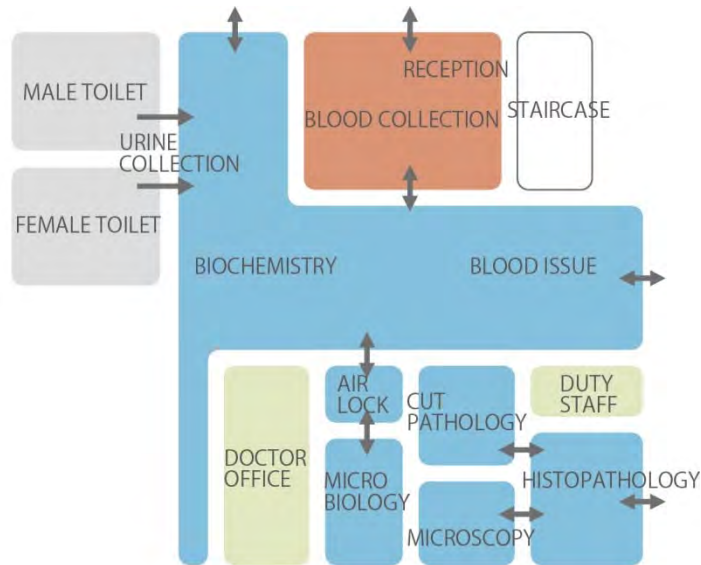 MALE TOILET
URINE
COLLECTION
FEMALE TOILET
RECEPTION
BLOOD COLLECTION
STAIRCASE
BIOCHEMISTRY
BLOOD ISSUE
DOCTOR
OFFICE
AIR
LOCK
MICRO
BIOLOGY
CUT
PATHOLOGY
MICROSCOPY
DUTY
STAFF
HISTOPATHOLOGY